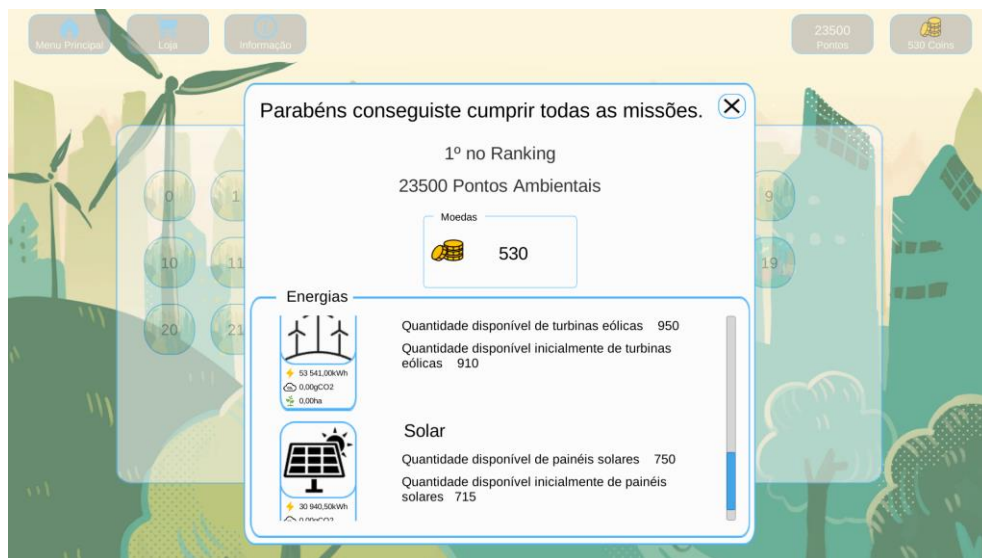 Menu Principal
Loja
Informação
23500
Pontos
530 Coins
Parabéns conseguiste cumprir todas as missões.
1º no Ranking
23500 Pontos Ambientais
Moedas
530
0
1
9
10
11
19
20
21
Energias
Quantidade disponível de turbinas eólicas 950
Quantidade disponível inicialmente de turbinas
eólicas 910
53 541,00kWh
0,00gCO2
0,00ha
Solar
Quantidade disponível de painéis solares 750
Quantidade disponível inicialmente de painéis
solares 715
30 940,50kWh
0,00gCO2